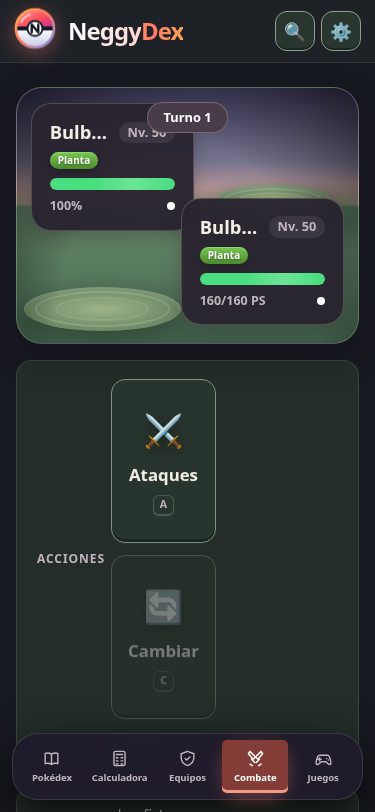 NeggyDex
Turno 1
Bulb... Nv. 50
Planta
100%
Bulb... Nv. 50
Planta
160/160 PS
Ataques
A
ACCIONES
Cambiar
C
Pokédex Calculadora Equipos Combate Juegos